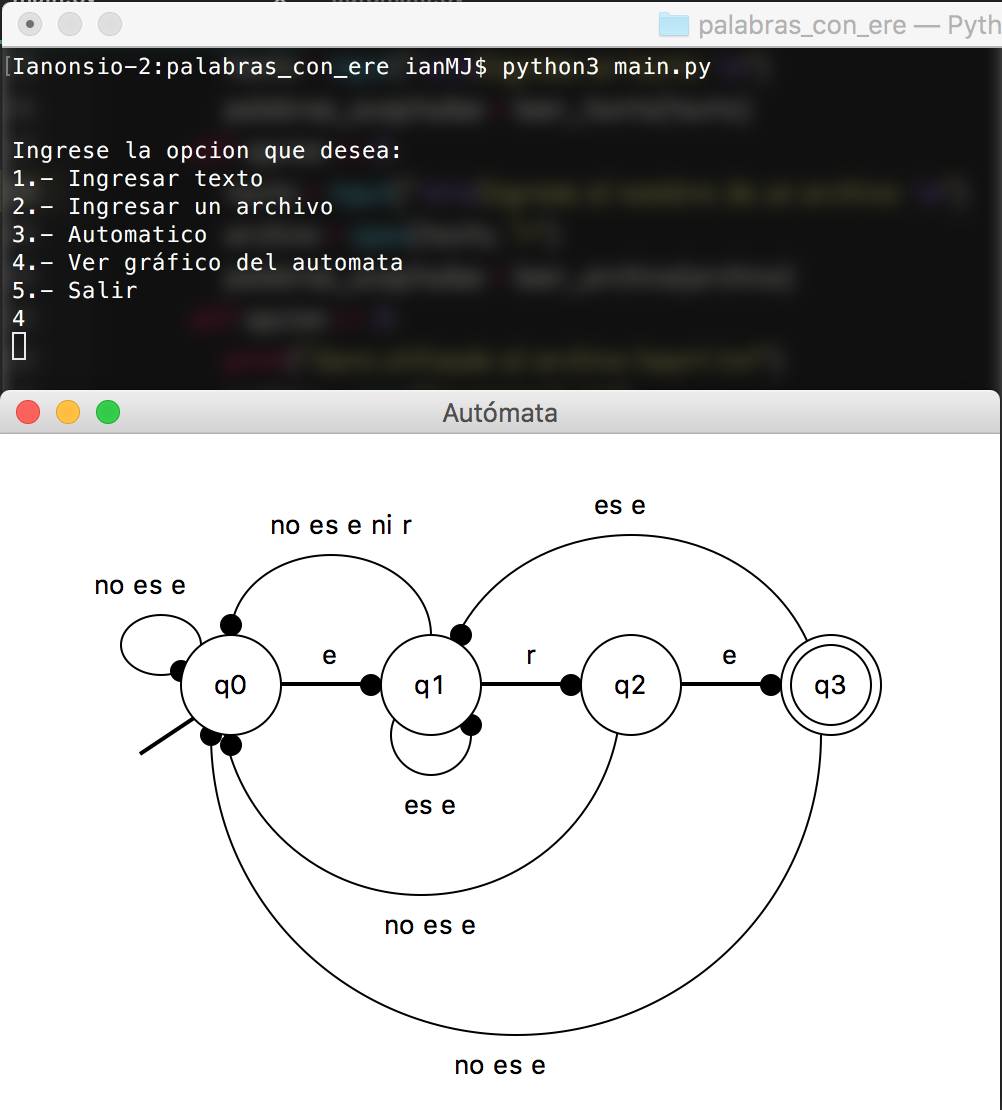 palabras_con_ere — Pyth
[Ianonsio-2:palabras_con_ere ianMJ$ python3 main.py
Ingrese la opcion que desea:
1.- Ingresar texto
2.- Ingresar un archivo
3.- Automatico
4.- Ver gráfico del automata
5.- Salir
4
Autómata
es e
no es e ni r
no es e
e
r
e
q0
q1
q2
q3
es e
no es e
no es e